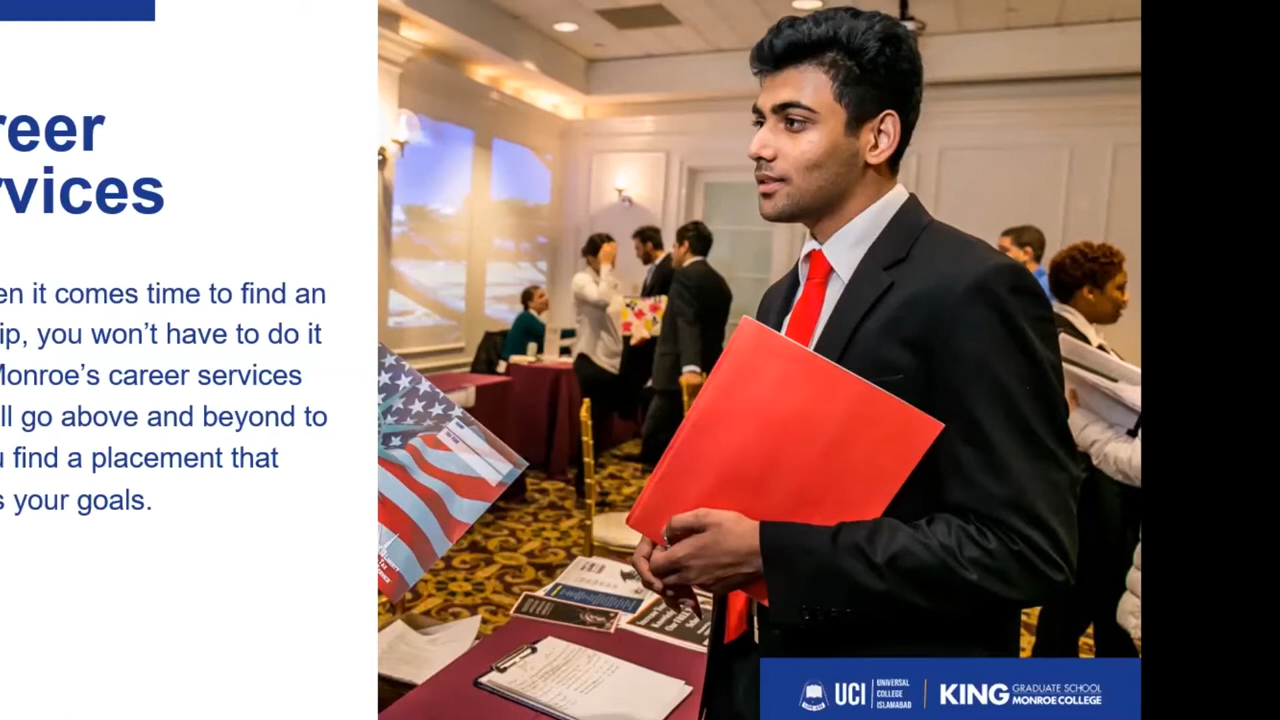 reer
rvices
en it comes time to find an
ip, you won’t have to do it
Monroe’s career services
ll go above and beyond to
u find a placement that
s your goals.
UCI
UNIVERSAL
COLLEGE
ISLAMABAD
KING
GRADUATE SCHOOL
MONROE COLLEGE